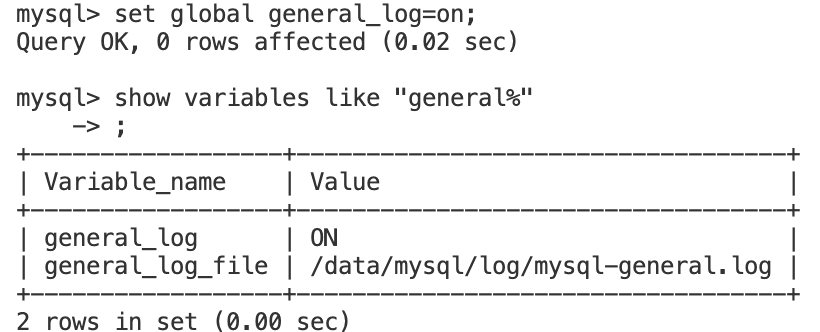 mysql> set global general_log=on;
Query OK, 0 rows affected (0.02 sec)
mysql> show variables like "general%"
    -> ;
+------------------+-----------------------------------+
| Variable_name    | Value                             |
+------------------+-----------------------------------+
| general_log      | ON                                |
| general_log_file | /data/mysql/log/mysql-general.log |
+------------------+-----------------------------------+
2 rows in set (0.00 sec)